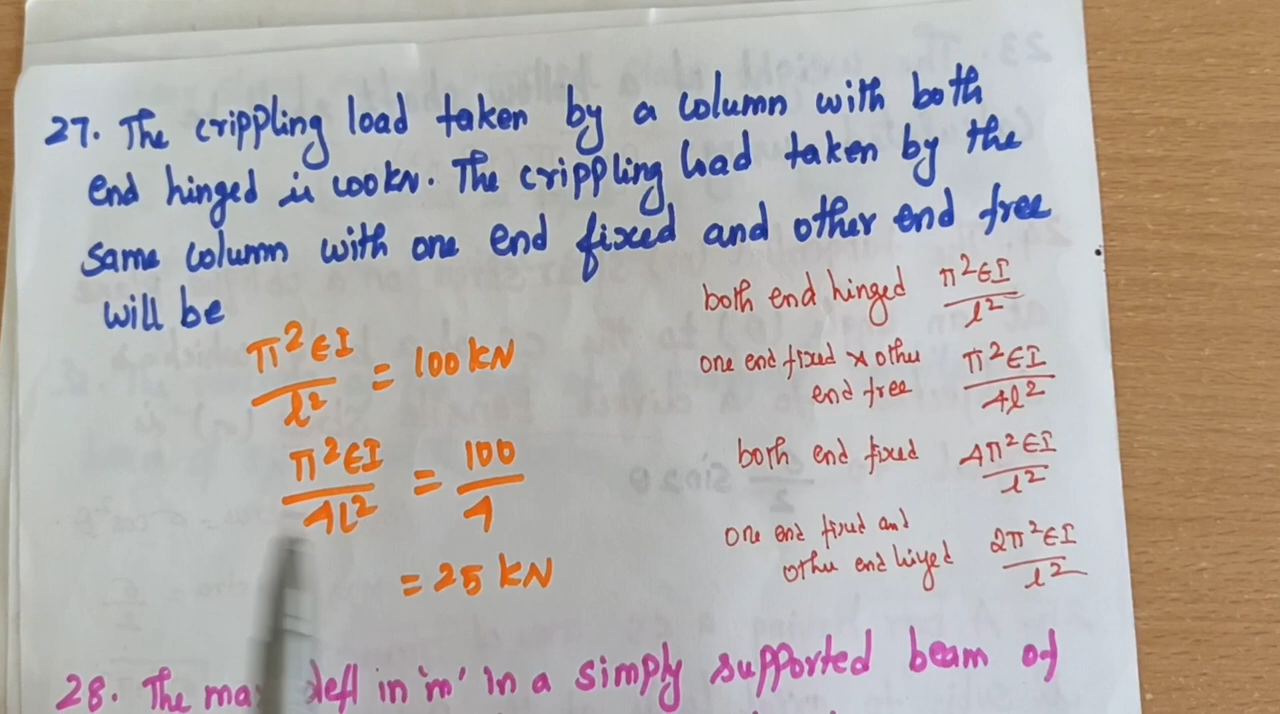 27. The crippling load taken by a column with both
end hinged is 100KN. The crippling load taken by the
same column with one end fixed and other end free
will be
π²EI/l² = 100 KN
π²EI/4L² = 100/4
= 25 KN
both end hinged π²EI/l²
one end fixed & other
end free π²EI/4l²
both end fixed 4π²EI/l²
one end fixed and
other end hinged 2π²EI/l²
28. The ma defl in 'm' in a simply supported beam of